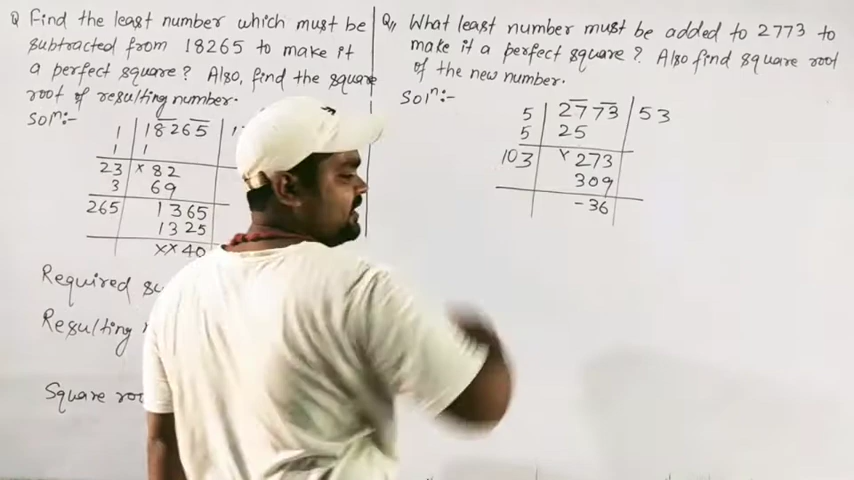 Q Find the least number which must be
subtracted from 18265 to make it
a perfect square? Also, find the square
root of resulting number.
Solⁿ:-
1 18265
1 1
23 × 82
3 69
265 1365
1325
×× 40
Required
Resulting
Square
Q,, What least number must be added to 2773 to
make it a perfect square? Also find square root
of the new number.
Solⁿ:-
5 2773 53
5 25
103 × 273
309
-36